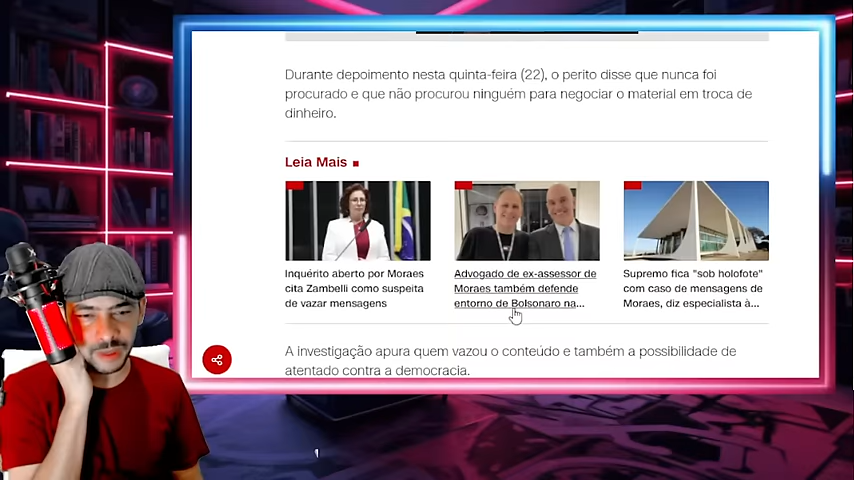 Durante depoimento nesta quinta-feira (22), o perito disse que nunca foi
procurado e que não procurou ninguém para negociar o material em troca de
dinheiro.
Leia Mais
Inquérito aberto por Moraes
cita Zambelli como suspeita
de vazar mensagens
Advogado de ex-assessor de
Moraes também defende
entorno de Bolsonaro na...
Supremo fica "sob holofote"
com caso de mensagens de
Moraes, diz especialista à...
A investigação apura quem vazou o conteúdo e também a possibilidade de
atentado contra a democracia.